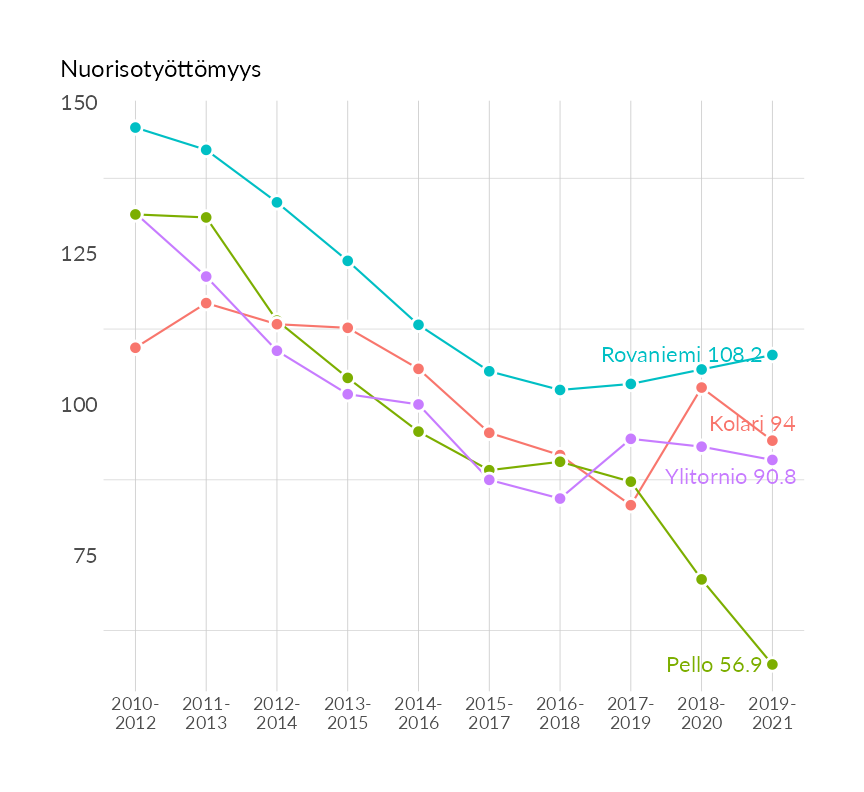 Nuorisotyöttömyys
150
125
100
75
Rovaniemi 108.2
Kolari 94
Ylitornio 90.8
Pello 56.9
2010- 2011- 2012- 2013- 2014- 2015- 2016- 2017- 2018- 2019-
2012 2013 2014 2015 2016 2017 2018 2019 2020 2021